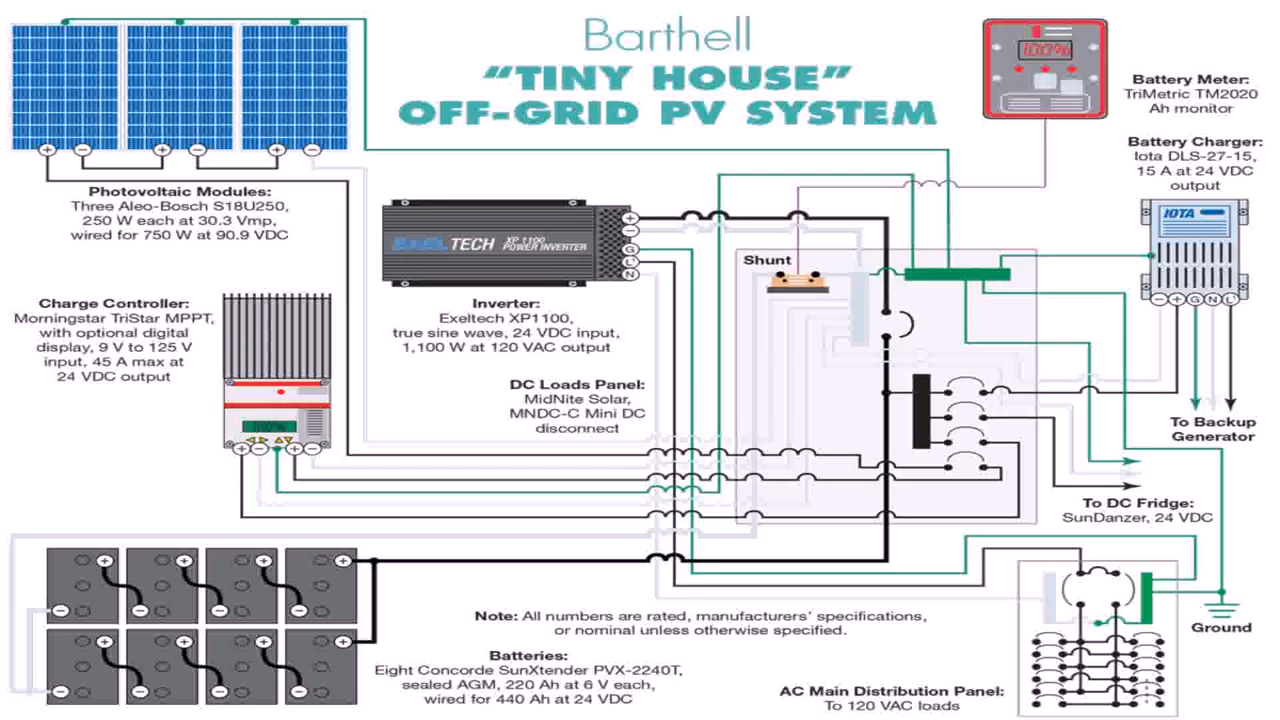 Barthell
“TINY HOUSE”
OFF-GRID PV SYSTEM
100%
Battery Meter:
TriMetric TM2020
Ah monitor
Battery Charger:
Iota DLS-27-15,
15 A at 24 VDC
output
IOTA
Photovoltaic Modules:
Three Aleo-Bosch S18U250,
250 W each at 30.3 Vmp,
wired for 750 W at 90.9 VDC
EXELTECH XP 1100
POWER INVERTER
G
L
N
Shunt
Charge Controller:
Morningstar TriStar MPPT,
with optional digital
display, 9 V to 125 V
input, 45 A max at
24 VDC output
Inverter:
Exeltech XP1100,
true sine wave, 24 VDC input,
1,100 W at 120 VAC output
G N L
DC Loads Panel:
MidNite Solar,
MNDC-C Mini DC
disconnect
100%
To Backup
Generator
To DC Fridge:
SunDanzer, 24 VDC
Note: All numbers are rated, manufacturers’ specifications,
or nominal unless otherwise specified.
Ground
Batteries:
Eight Concorde SunXtender PVX-2240T,
sealed AGM, 220 Ah at 6 V each,
wired for 440 Ah at 24 VDC
AC Main Distribution Panel:
To 120 VAC loads